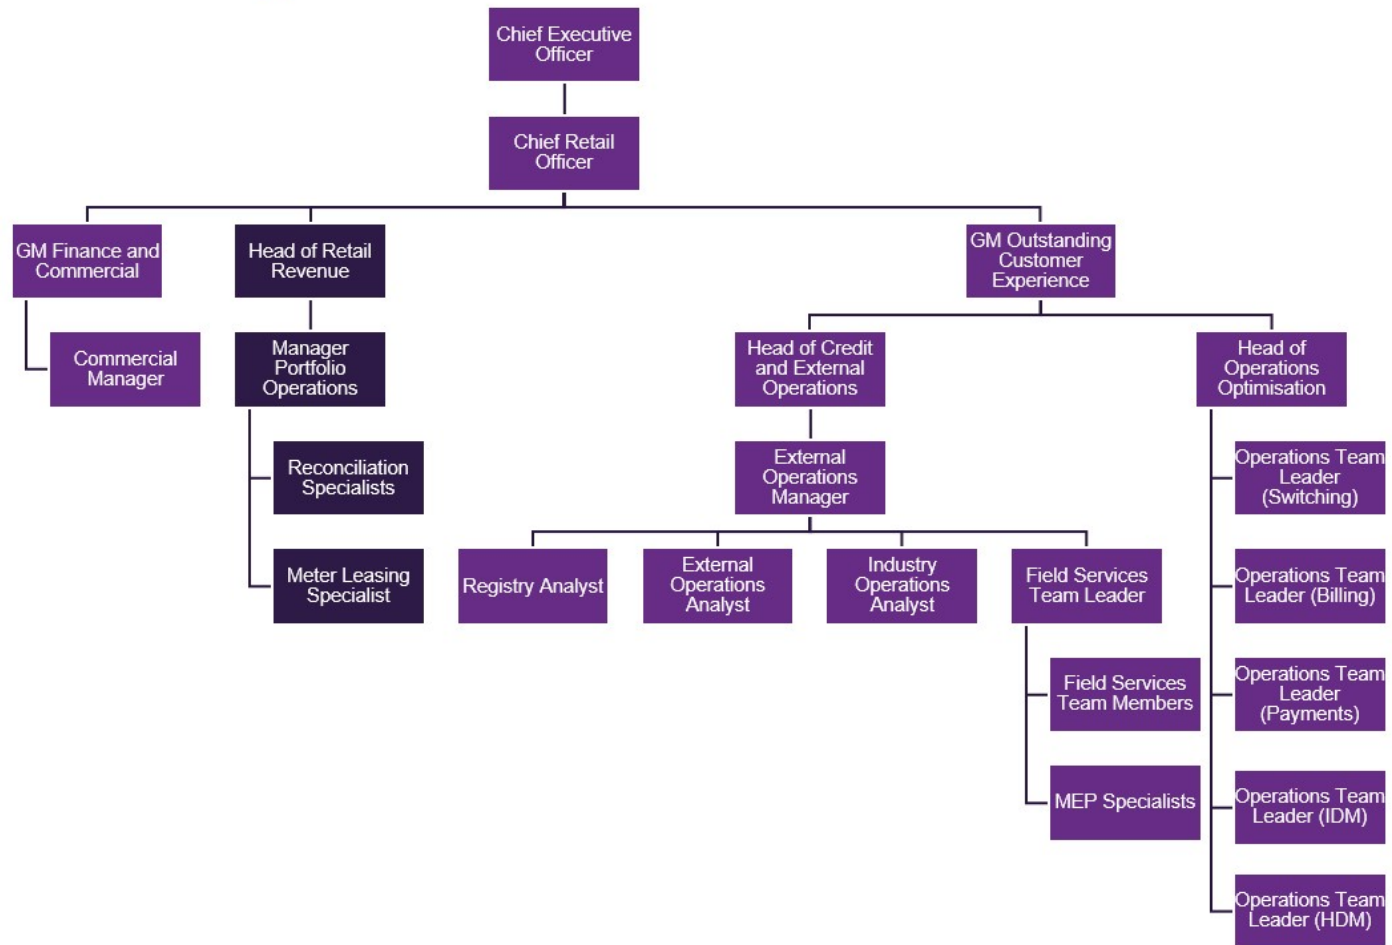 Chief Executive
Officer
Chief Retail
Officer
GM Finance and
Commercial
Head of Retail
Revenue
GM Outstanding
Customer
Experience
Commercial
Manager
Manager
Portfolio
Operations
Head of Credit
and External
Operations
Head of
Operations
Optimisation
Reconciliation
Specialists
External
Operations
Manager
Operations Team
Leader
(Switching)
Meter Leasing
Specialist
Registry Analyst
External
Operations
Analyst
Industry
Operations
Analyst
Field Services
Team Leader
Operations Team
Leader (Billing)
Field Services
Team Members
Operations Team
Leader
(Payments)
MEP Specialists
Operations Team
Leader (IDM)
Operations Team
Leader (HDM)